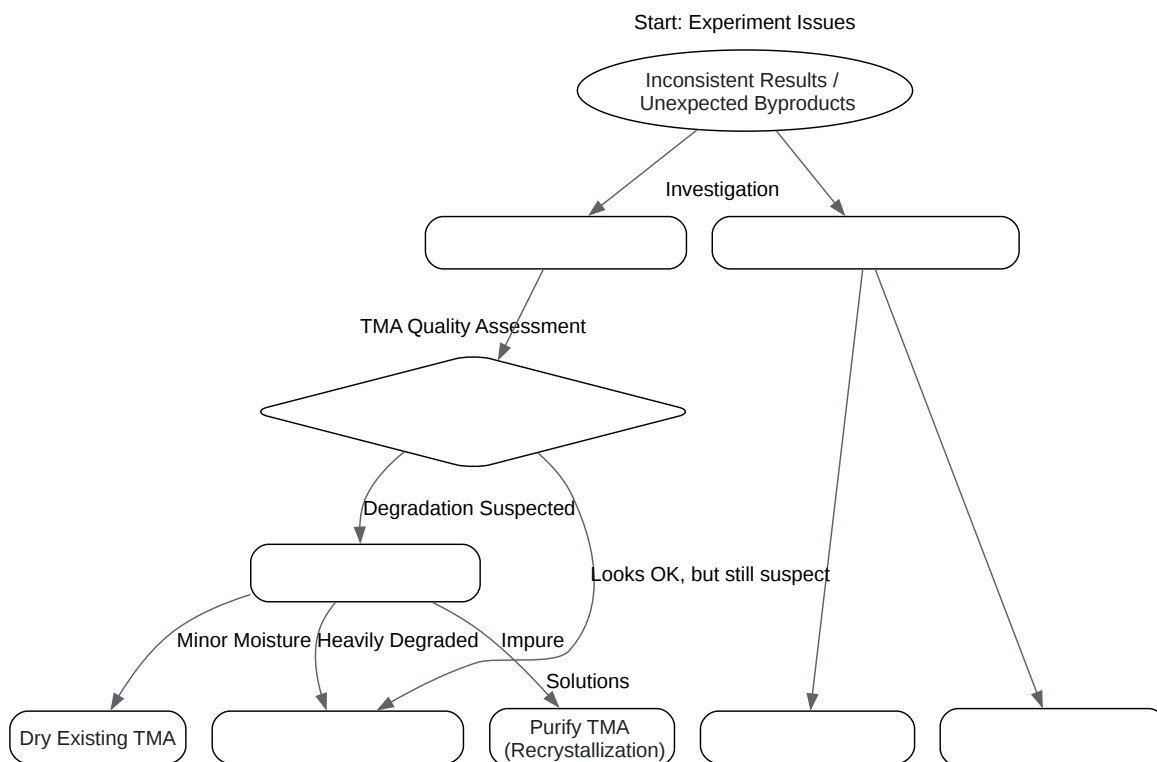 Start: Experiment Issues
Inconsistent Results /
Unexpected Byproducts
Investigation
TMA Quality Assessment
Degradation Suspected
Looks OK, but still suspect
Minor Moisture
Heavily Degraded
Impure
Solutions
Dry Existing TMA
Purify TMA
(Recrystallization)